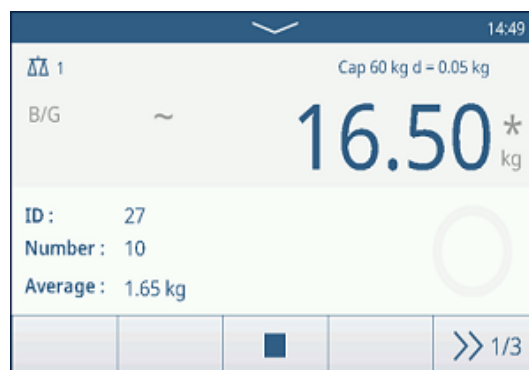 14:49
1 Cap 60 kg d = 0.05 kg
B/G ~ 16.50 * kg
ID : 27
Number : 10
Average : 1.65 kg
1/3